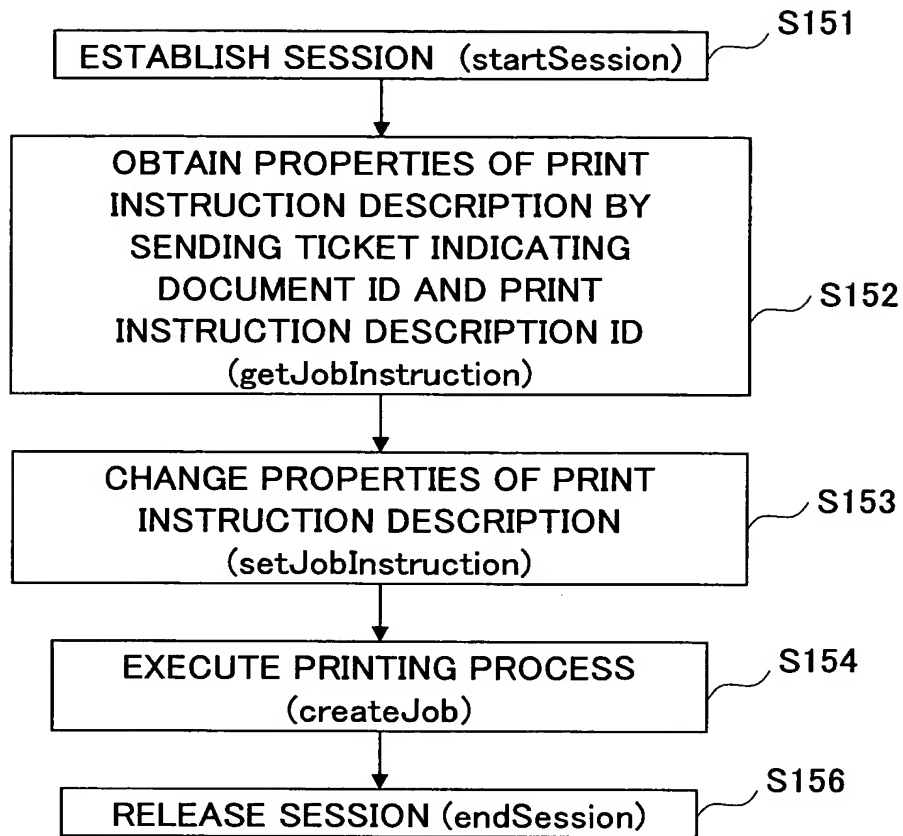 S151
ESTABLISH SESSION (startSession)
OBTAIN PROPERTIES OF PRINT
INSTRUCTION DESCRIPTION BY
SENDING TICKET INDICATING
DOCUMENT ID AND PRINT
INSTRUCTION DESCRIPTION ID
(getJobInstruction)
S152
CHANGE PROPERTIES OF PRINT
INSTRUCTION DESCRIPTION
(setJobInstruction)
S153
EXECUTE PRINTING PROCESS
(createJob)
S154
RELEASE SESSION (endSession)
S156